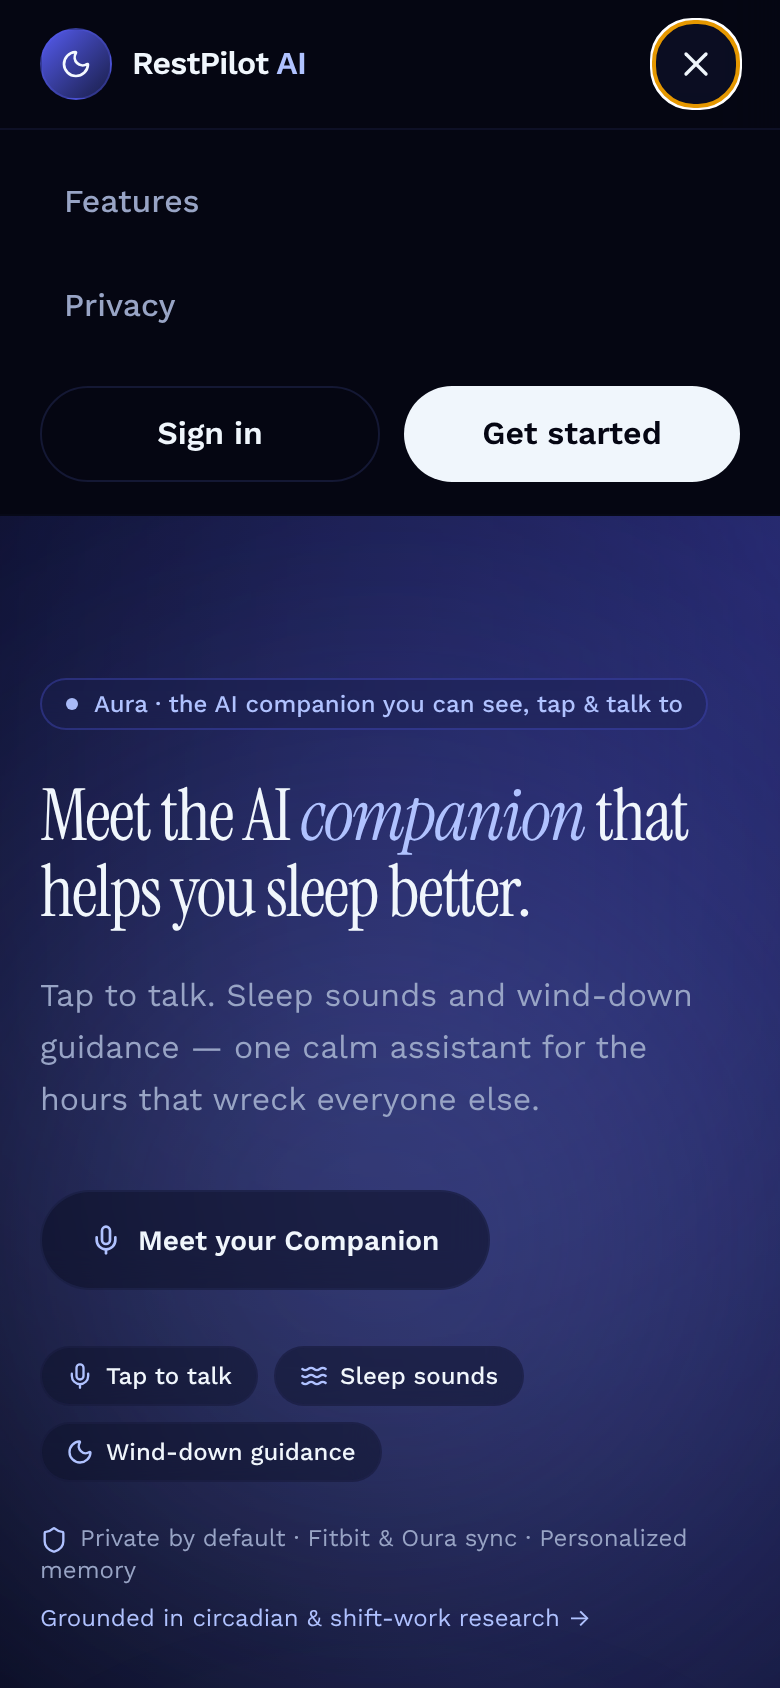 RestPilot AI
Features
Privacy
Sign in
Get started
Aura · the AI companion you can see, tap & talk to
Meet the AI companion that
helps you sleep better.
Tap to talk. Sleep sounds and wind-down
guidance — one calm assistant for the
hours that wreck everyone else.
Meet your Companion
Tap to talk
Sleep sounds
Wind-down guidance
Private by default · Fitbit & Oura sync · Personalized
memory
Grounded in circadian & shift-work research →